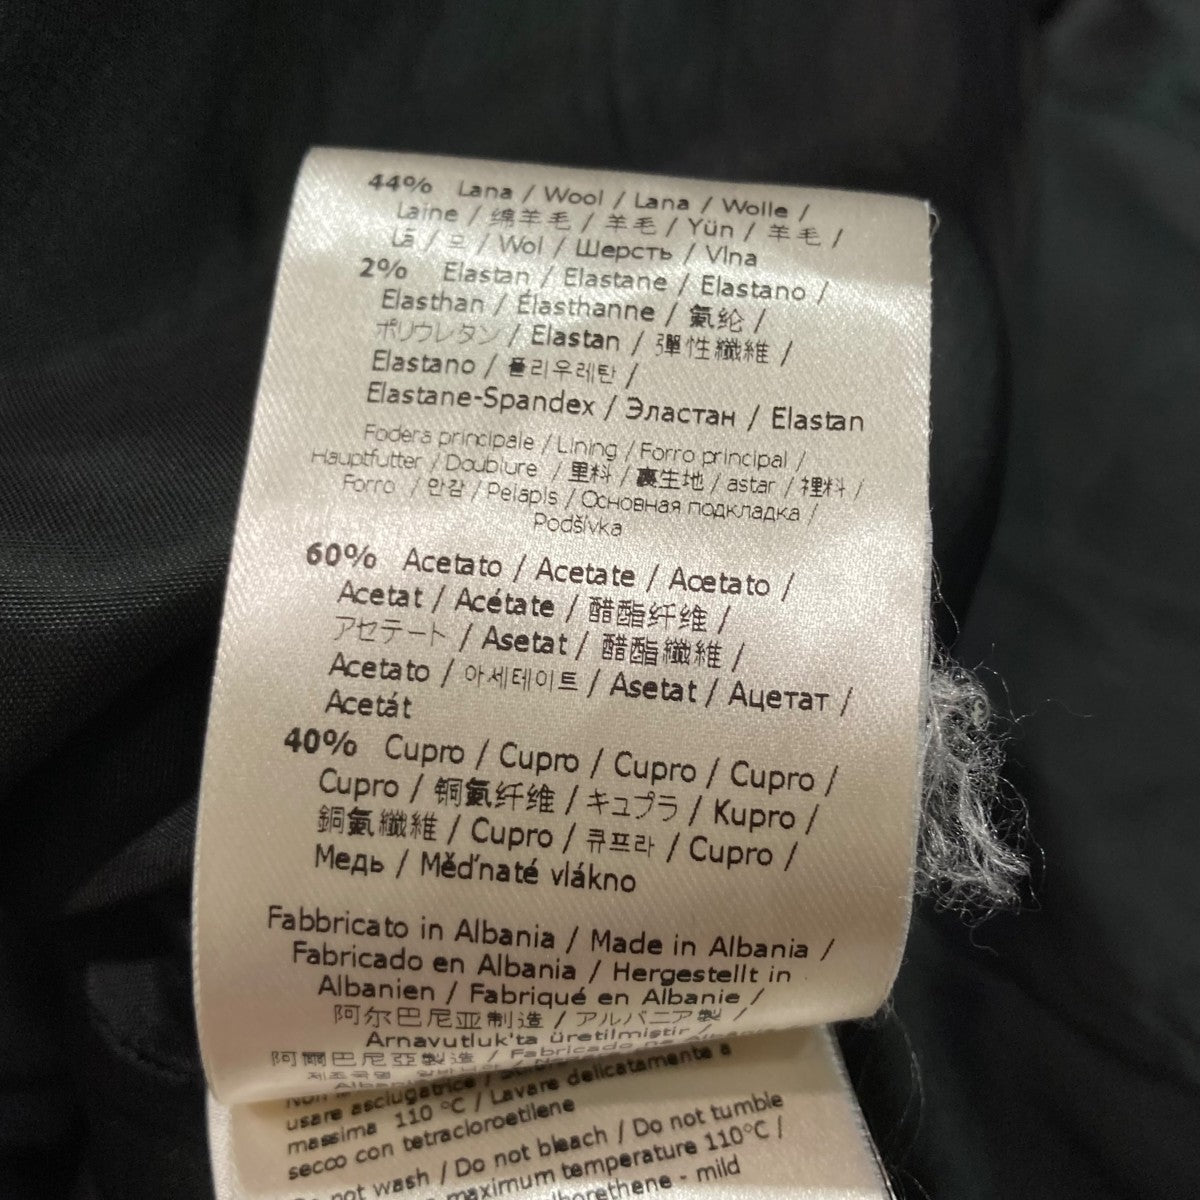 44% Lana / Wool / Lana / Wolle /
Laine / 绵羊毛 / 羊毛 / Yün / 羊毛 /
Lã / 모 / Wol / Шерсть / Vlna
2% Elastan / Elastane / Elastano /
Elasthan / Élasthanne / 氨纶 /
ポリウレタン / Elastan / 彈性纖維 /
Elastano / 폴리우레탄 /
Elastane-Spandex / Эластан / Elastan
Fodera principale / Lining / Forro principal /
Hauptfutter / Doublure / 里料 / 裏生地 / astar / 裡料 /
Forro / 안감 / Pelapis / Основная подкладка /
Podšívka
60% Acetato / Acetate / Acetato /
Acetat / Acétate / 醋酯纤维 /
アセテート / Asetat / 醋酯纖維 /
Acetato / 아세테이트 / Asetat / Ацетат /
Acetát
40% Cupro / Cupro / Cupro / Cupro /
Cupro / 铜氨纤维 / キュプラ / Kupro /
銅氨纖維 / Cupro / 큐프라 / Cupro /
Медь / Měďnaté vlákno
Fabbricato in Albania / Made in Albania /
Fabricado en Albania / Hergestellt in
Albanien / Fabriqué en Albanie /
阿尔巴尼亚制造 / アルバニア製 /
Arnavutluk'ta üretilmiştir /
阿爾巴尼亞製造 / Fabricado na
usare asciugatrice / delicatamente a
massima 110 °C / Lavare
secco con tetracloroetilene
not wash / Do not bleach / Do not tumble
maximum temperature 110°C /
- mild